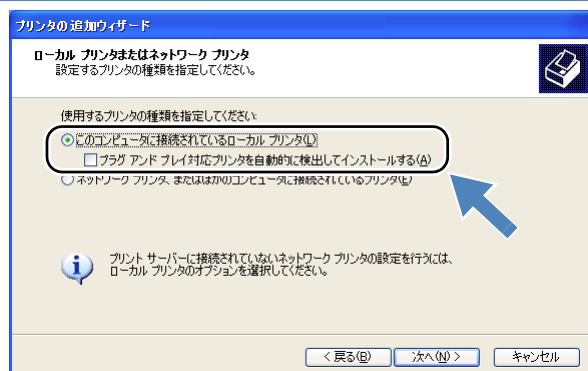 プリンタの追加ウィザード
ローカル プリンタまたはネットワーク プリンタ
設定するプリンタの種類を指定してください。
使用するプリンタの種類を指定してください:
このコンピュータに接続されているローカル プリンタ(L)
プラグ アンド プレイ対応プリンタを自動的に検出してインストールする(A)
ネットワーク プリンタ、またはほかのコンピュータに接続されているプリンタ(E)
プリント サーバーに接続されていないネットワーク プリンタの設定を行うには、
ローカル プリンタのオプションを選択してください。
< 戻る(B) 次へ(N) > キャンセル